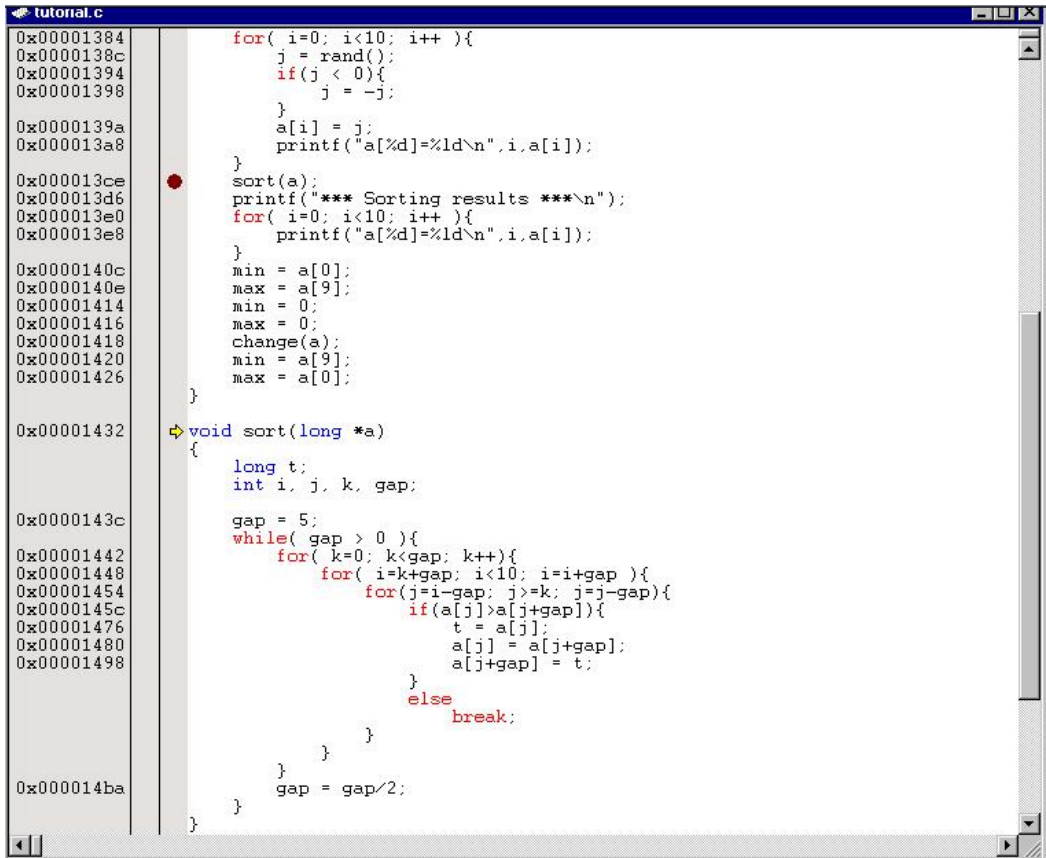 tutorial.c
0x00001384 for( i=0; i<10; i++ ){
0x0000138c j = rand();
0x00001394 if(j < 0){
0x00001398 j = -j;
}
0x0000139a a[i] = j;
0x000013a8 printf("a[%d]=%ld\n",i,a[i]);
}
0x000013ce sort(a);
0x000013d6 printf("*** Sorting results ***\n");
0x000013e0 for( i=0; i<10; i++ ){
0x000013e8 printf("a[%d]=%ld\n",i,a[i]);
}
0x0000140c min = a[0];
0x0000140e max = a[9];
0x00001414 min = 0;
0x00001416 max = 0;
0x00001418 change(a);
0x00001420 min = a[9];
0x00001426 max = a[0];
}
0x00001432 void sort(long *a)
{
long t;
int i, j, k, gap;
0x0000143c gap = 5;
while( gap > 0 ){
0x00001442 for( k=0; k<gap; k++){
0x00001448 for( i=k+gap; i<10; i=i+gap ){
0x00001454 for(j=i-gap; j>=k; j=j-gap){
0x0000145c if(a[j]>a[j+gap]){
0x00001476 t = a[j];
0x00001480 a[j] = a[j+gap];
0x00001498 a[j+gap] = t;
}
else
break;
}
}
}
0x000014ba gap = gap/2;
}
}